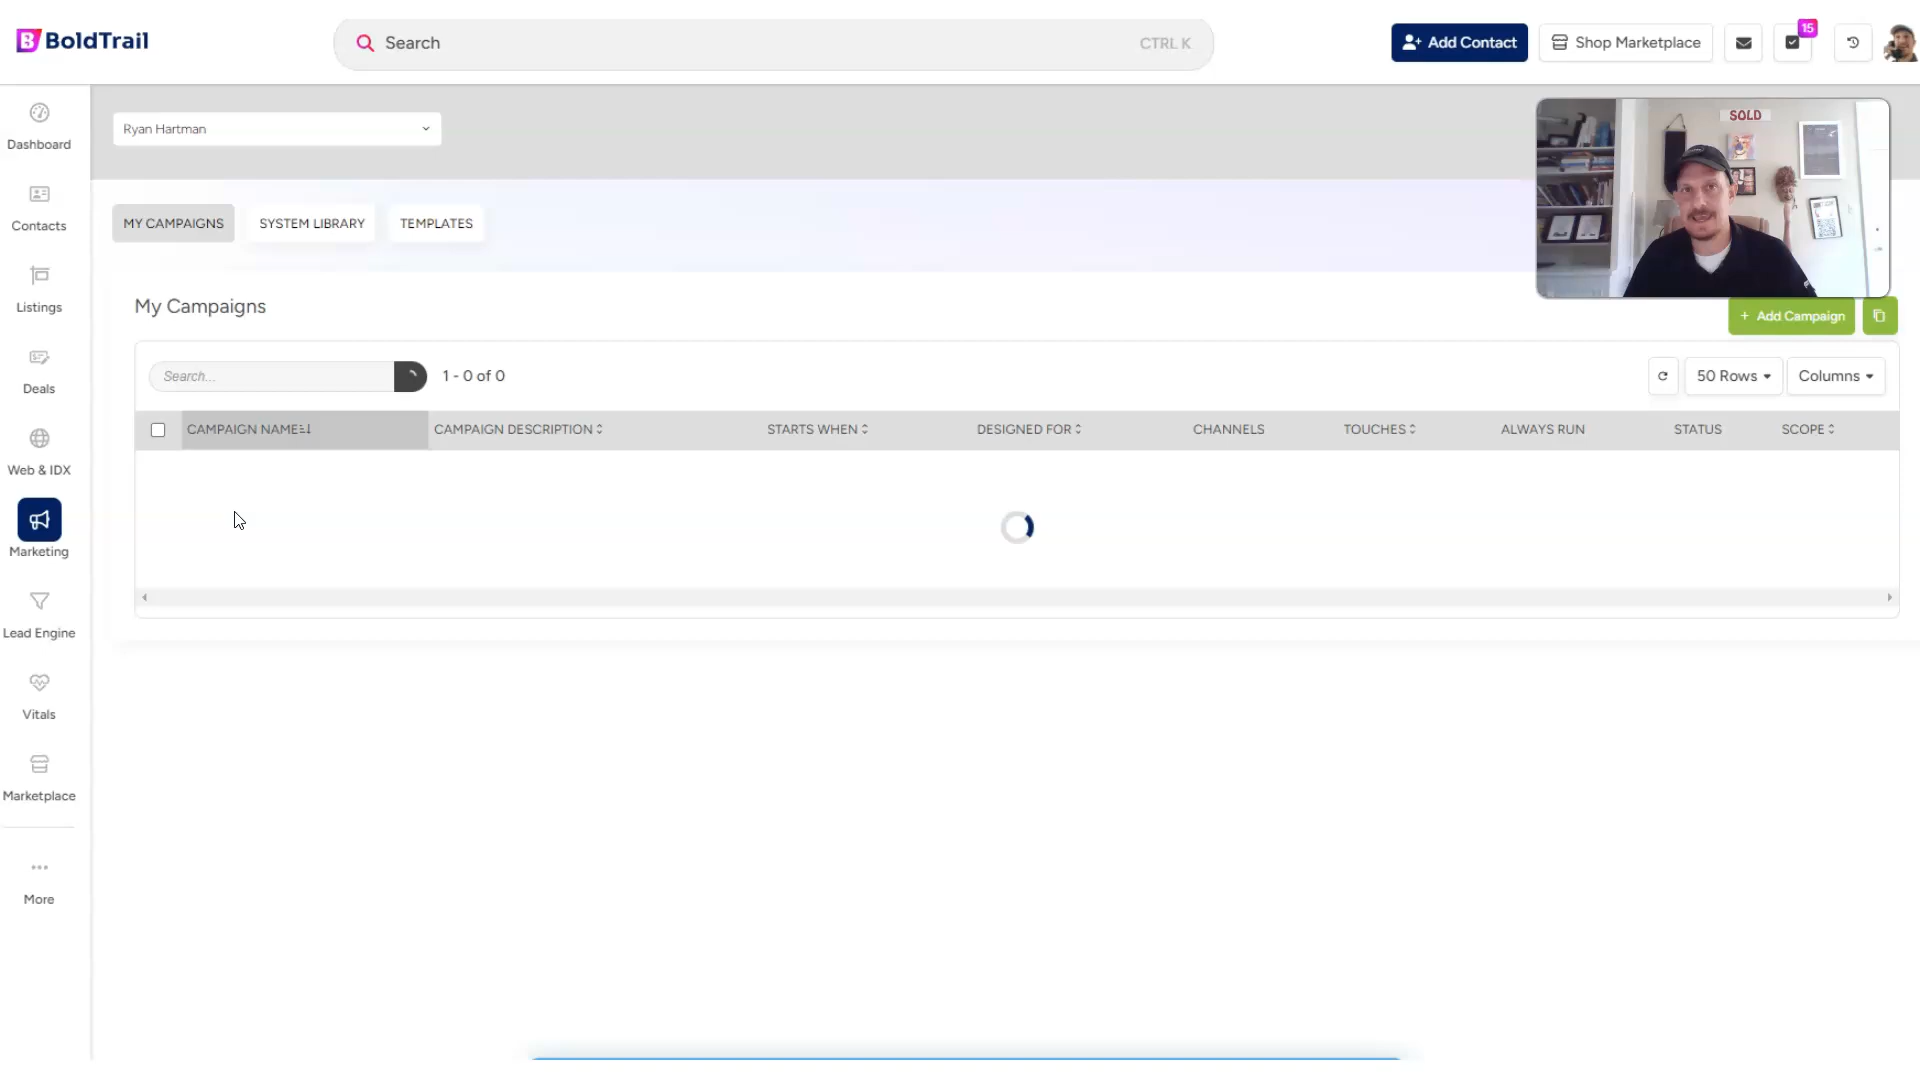 BoldTrail
Search
CTRL K
Add Contact
Shop Marketplace
15
Dashboard
Contacts
Listings
Deals
Web & IDX
Marketing
Lead Engine
Vitals
Marketplace
More
Ryan Hartman
SOLD
MY CAMPAIGNS
SYSTEM LIBRARY
TEMPLATES
My Campaigns
+ Add Campaign
Search...
1 - 0 of 0
50 Rows
Columns
CAMPAIGN NAME
CAMPAIGN DESCRIPTION
STARTS WHEN
DESIGNED FOR
CHANNELS
TOUCHES
ALWAYS RUN
STATUS
SCOPE